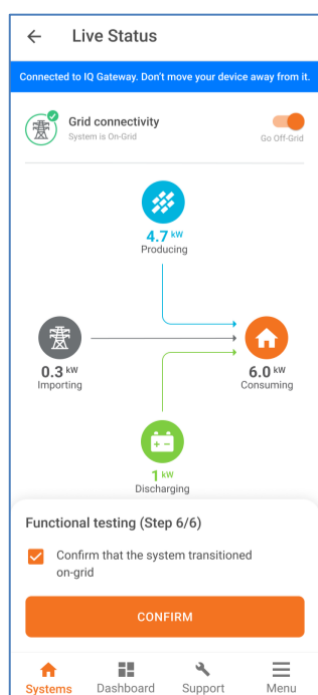 Live Status
Connected to IQ Gateway. Don't move your device away from it.
Grid connectivity
System is On-Grid
Go Off-Grid
4.7 kW
Producing
0.3 kW
Importing
6.0 kW
Consuming
1 kW
Discharging
Functional testing (Step 6/6)
Confirm that the system transitioned
on-grid
CONFIRM
Systems Dashboard Support Menu